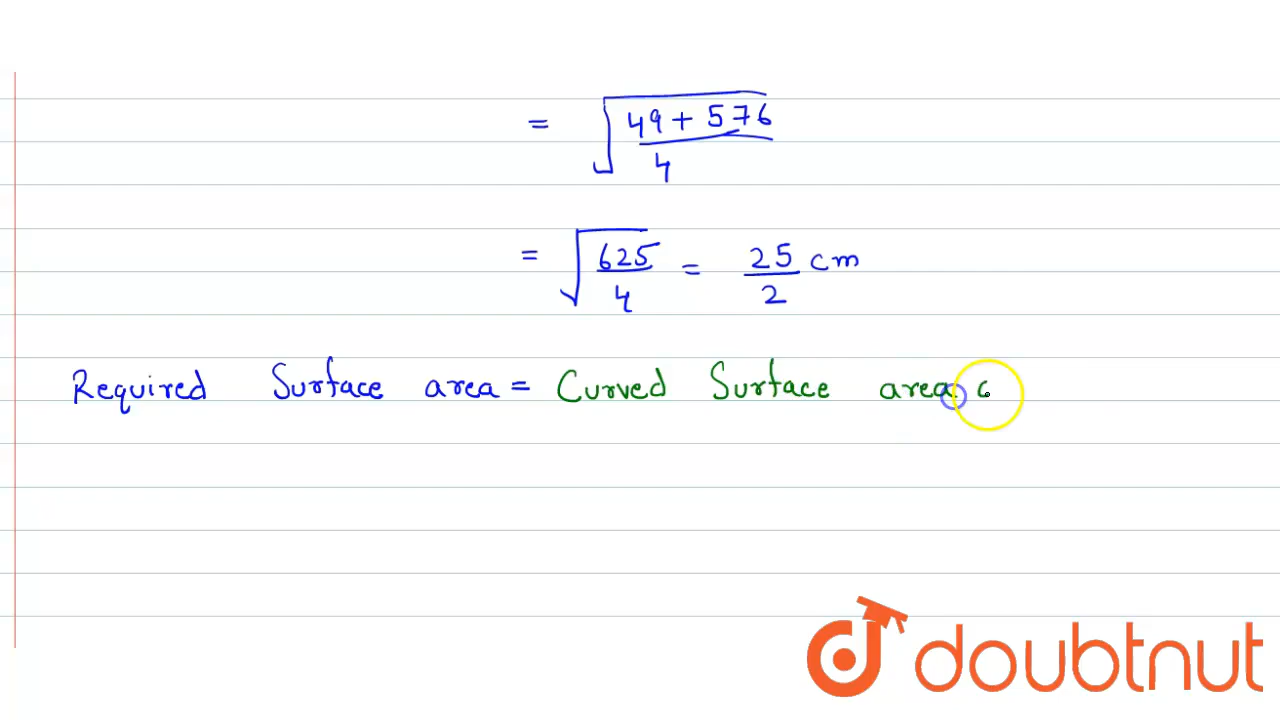 = √(49 + 576 / 4)
= √(625 / 4) = 25 / 2 cm
Required Surface area = Curved Surface area
doubtnut